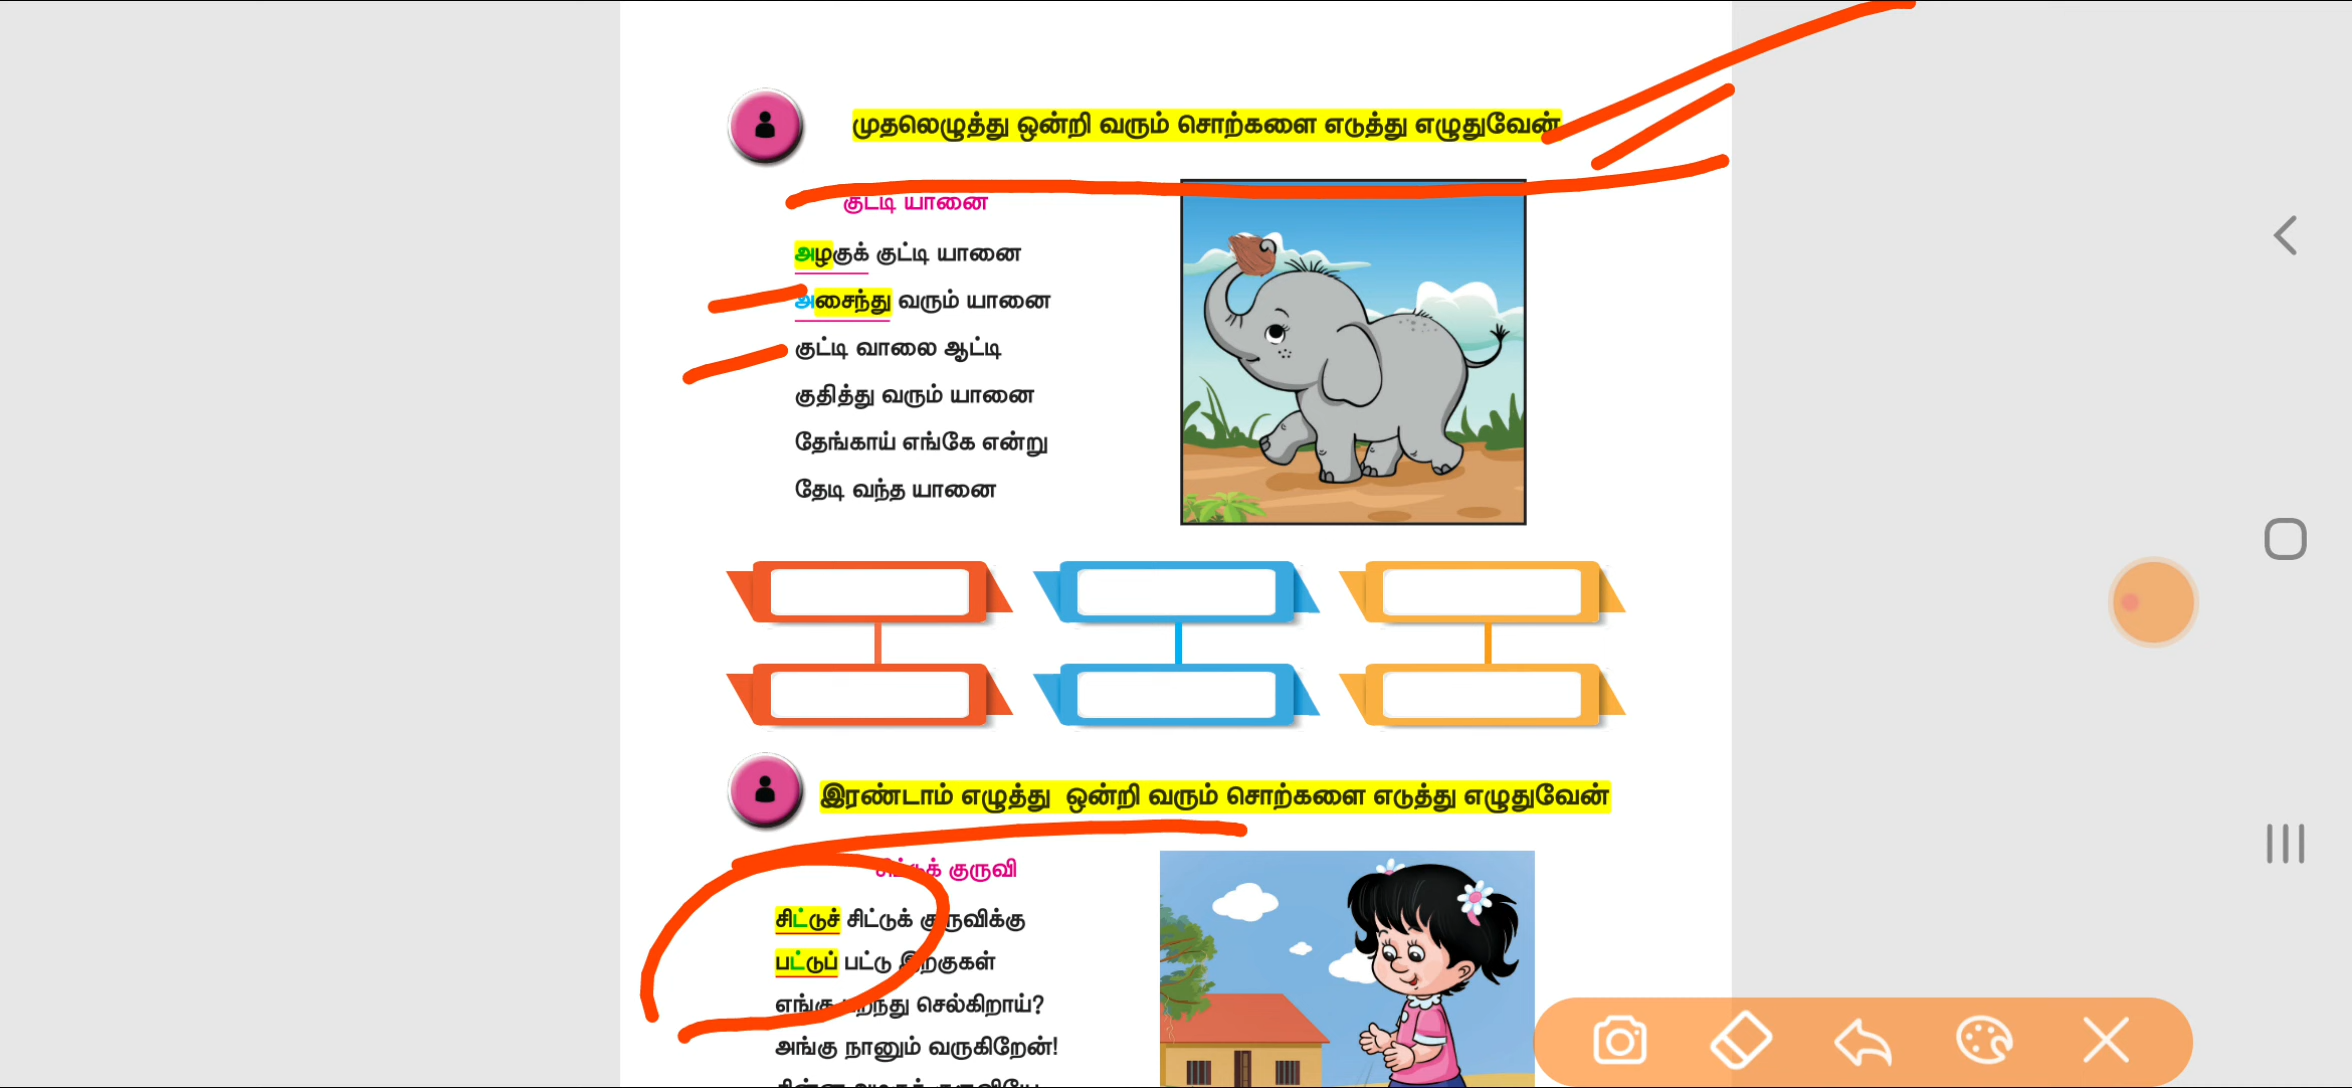 முதலெழுத்து ஒன்றி வரும் சொற்களை எடுத்து எழுதுவேன்
குட்டி யானை
அழகுக் குட்டி யானை
அசைந்து வரும் யானை
குட்டி வாலை ஆட்டி
குதித்து வரும் யானை
தேங்காய் எங்கே என்று
தேடி வந்த யானை
இரண்டாம் எழுத்து ஒன்றி வரும் சொற்களை எடுத்து எழுதுவேன்
சிட்டுக் குருவி
சிட்டுச் சிட்டுக் குருவிக்கு
பட்டுப் பட்டு இறகுகள்
எங்கு பறந்து செல்கிறாய்?
அங்கு நானும் வருகிறேன்!